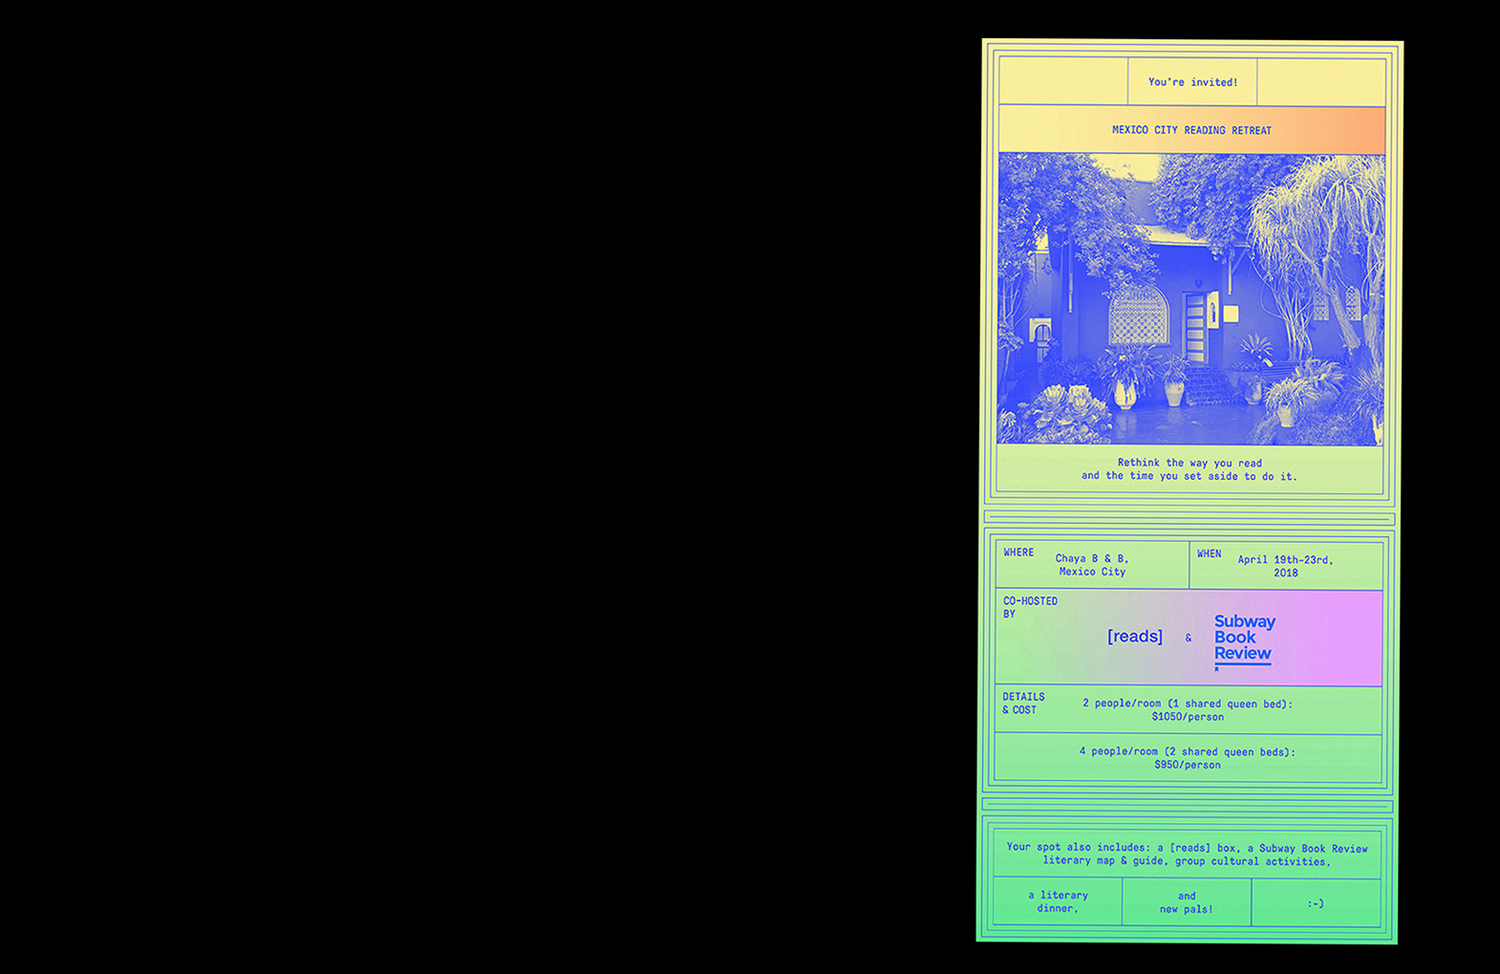 You're invited!
MEXICO CITY READING RETREAT
Rethink the way you read
and the time you set aside to do it.
WHERE
Chaya B & B,
Mexico City
WHEN
April 19th-23rd,
2018
CO-HOSTED
BY
[reads]
&
Subway
Book
Review
DETAILS
& COST
2 people/room (1 shared queen bed):
$1050/person
4 people/room (2 shared queen beds):
$950/person
Your spot also includes: a [reads] box, a Subway Book Review
literary map & guide, group cultural activities,
a literary
dinner,
and
new pals!
:-)